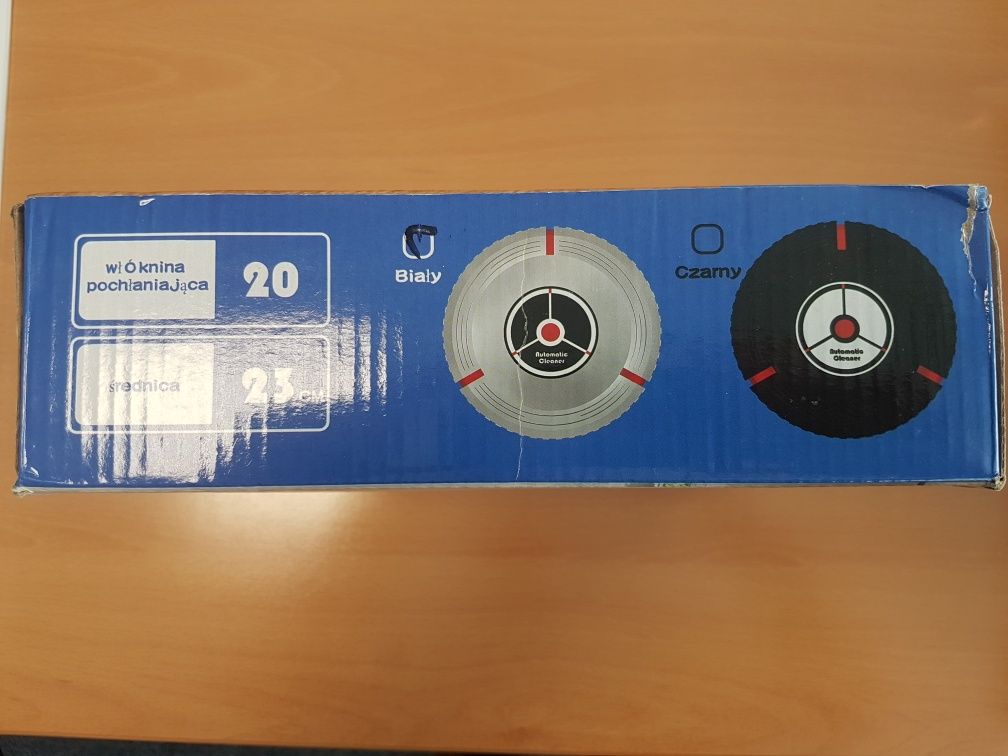 włóknina
pochłaniająca
20
średnica
23 CM
Biały
Automatic
Cleaner
Czarny
Automatic
Cleaner